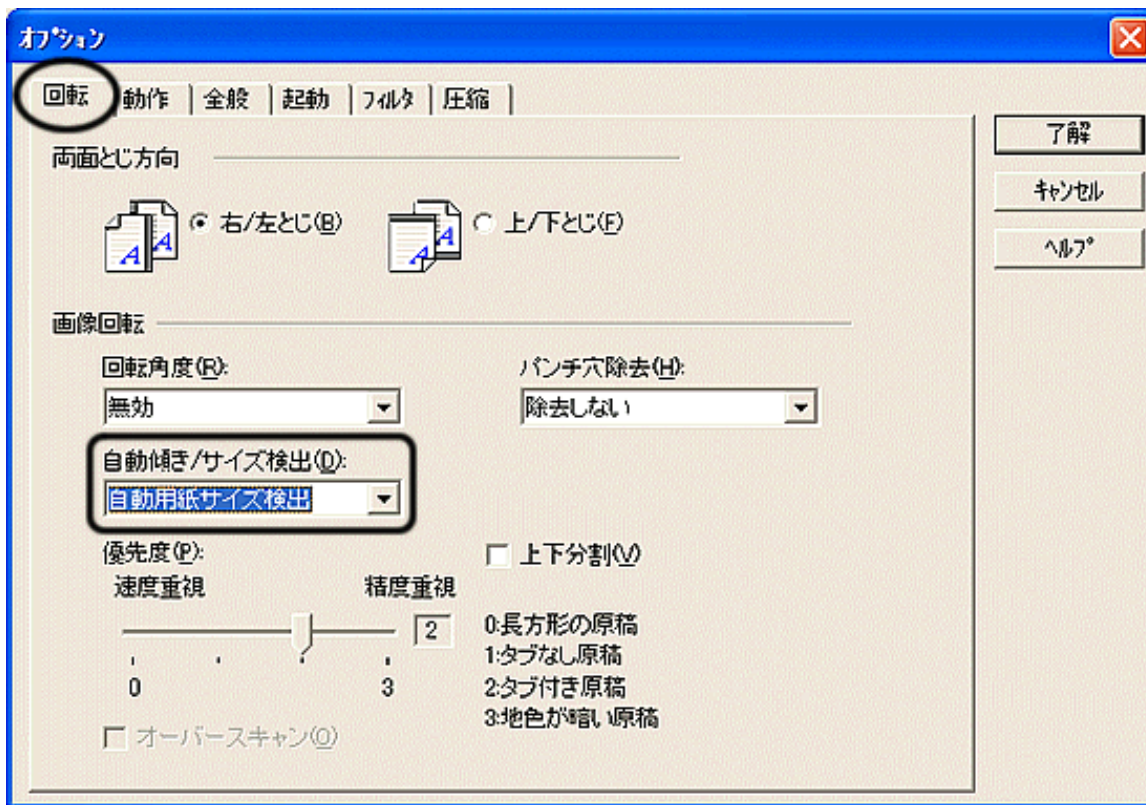 オプション
回転 動作 全般 起動 フィルタ 圧縮
了解
キャンセル
ヘルプ
両面とじ方向
右/左とじ(B) 上/下とじ(F)
画像回転
回転角度(R): パンチ穴除去(H):
無効 除去しない
自動傾き/サイズ検出(D):
自動用紙サイズ検出
優先度(P): 上下分割(V)
速度重視 精度重視
2
0 3
0:長方形の原稿
1:タブなし原稿
2:タブ付き原稿
3:地色が暗い原稿
オーバースキャン(O)